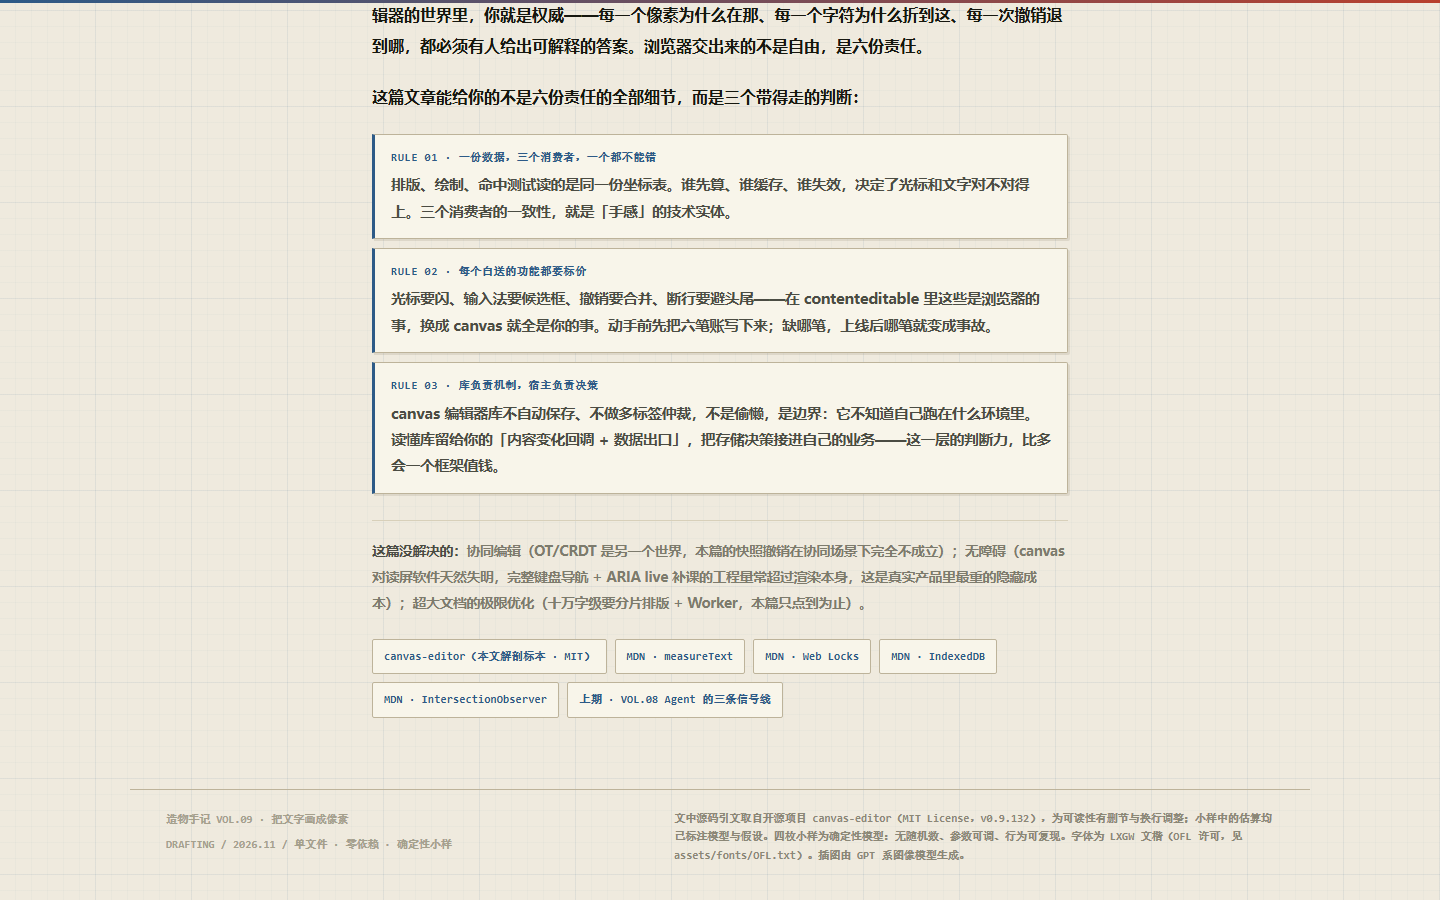 辑器的世界里，你就是权威——每一个像素为什么在那、每一个字符为什么折到这、每一次撤销退
到哪，都必须有人给出可解释的答案。浏览器交出来的不是自由，是六份责任。
这篇文章能给你的不是六份责任的全部细节，而是三个带得走的判断：
RULE 01 · 一份数据，三个消费者，一个都不能错
排版、绘制、命中测试读的是同一份坐标表。谁先算、谁缓存、谁失效，决定了光标和文字对不对得
上。三个消费者的一致性，就是「手感」的技术实体。
RULE 02 · 每个白送的功能都要标价
光标要闪、输入法要候选框、撤销要合并、断行要避头尾——在 contenteditable 里这些是浏览器的
事，换成 canvas 就全是你的事。动手前先把六笔账写下来；缺哪笔，上线后哪笔就变成事故。
RULE 03 · 库负责机制，宿主负责决策
canvas 编辑器库不自动保存、不做多标签仲裁，不是偷懒，是边界：它不知道自己跑在什么环境里。
读懂库留给你的「内容变化回调 + 数据出口」，把存储决策接进自己的业务——这一层的判断力，比多
会一个框架值钱。
这篇没解决的：协同编辑（OT/CRDT 是另一个世界，本篇的快照撤销在协同场景下完全不成立）；无障碍（canvas
对读屏软件天然失明，完整键盘导航 + ARIA live 补课的工程量常超过渲染本身，这是真实产品里最重的隐藏成
本）；超大文档的极限优化（十万字级要分片排版 + Worker，本篇只点到为止）。
canvas-editor（本文解剖标本 · MIT）
MDN · measureText
MDN · Web Locks
MDN · IndexedDB
MDN · IntersectionObserver
上期 · VOL.08 Agent 的三条信号线
造物手记 VOL.09 · 把文字画成像素
DRAFTING / 2026.11 / 单文件 · 零依赖 · 确定性小样
文中源码引文取自开源项目 canvas-editor（MIT License，v0.9.132），为可读性有删节与换行调整；小样中的估算均
已标注模型与假设。四枚小样为确定性模型：无随机数、参数可调、行为可复现。字体为 LXGW 文楷（OFL 许可，见
assets/fonts/OFL.txt）。插图由 GPT 系图像模型生成。